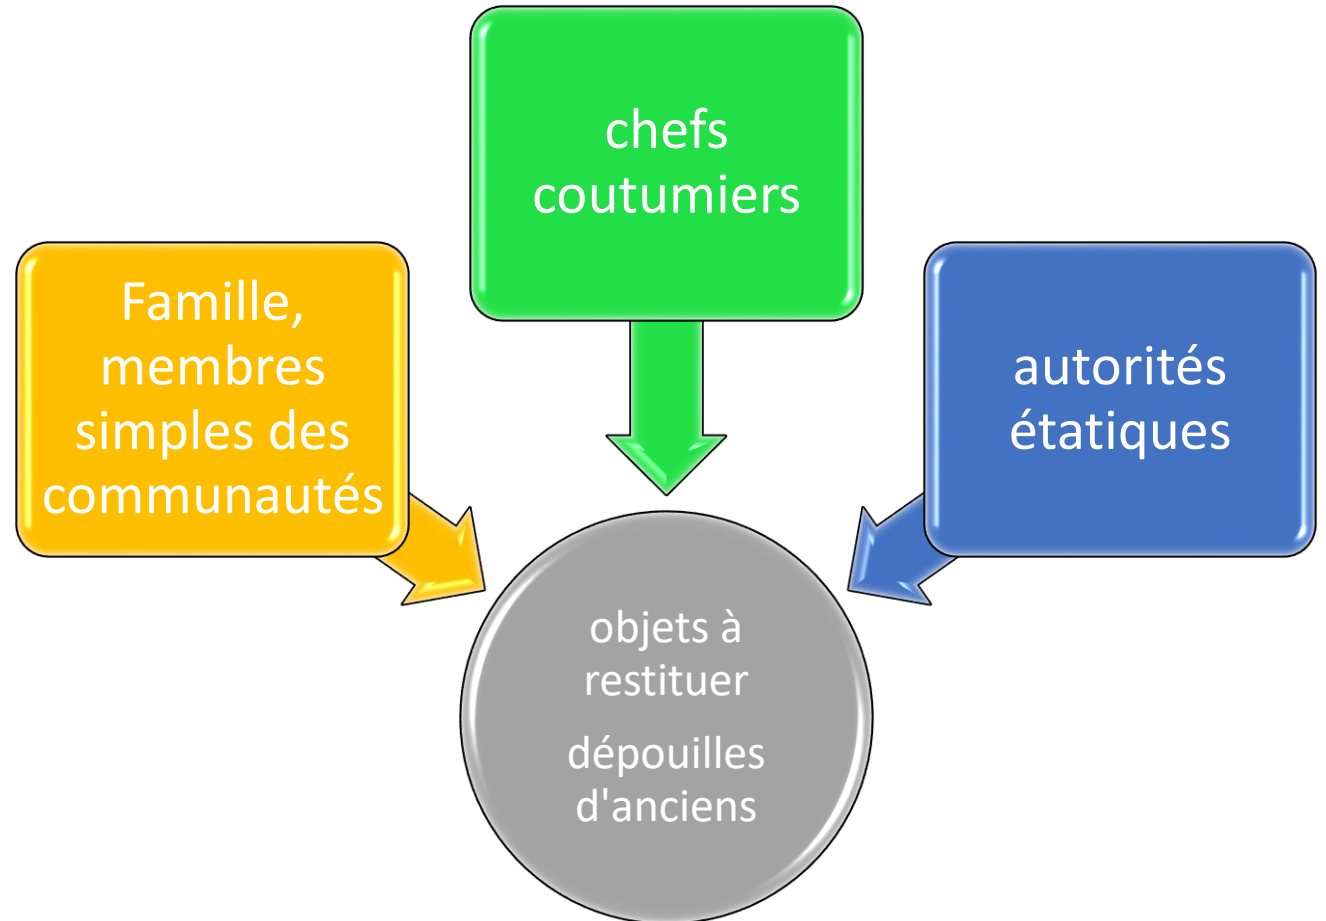 chefs
coutumiers
Famille,
membres
simples des
communautés
autorités
étatiques
objets à
restituer
dépouilles
d'anciens